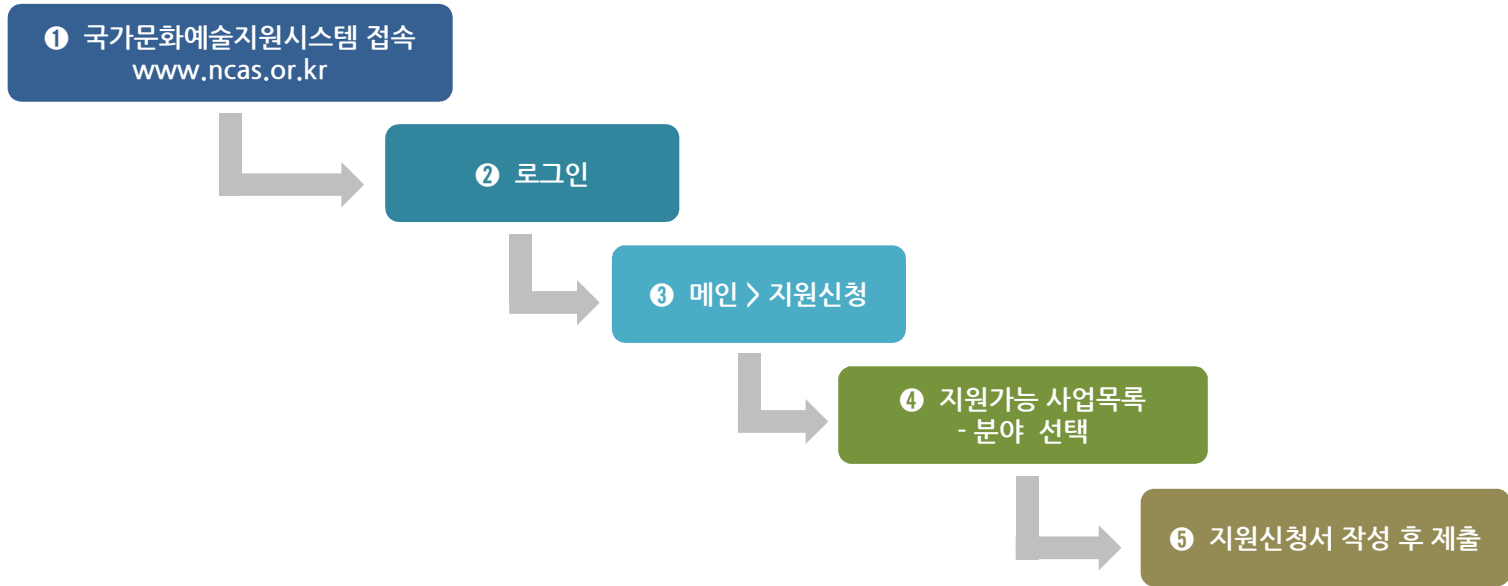 ❶ 국가문화예술지원시스템 접속
www.ncas.or.kr
❷ 로그인
❸ 메인 > 지원신청
❹ 지원가능 사업목록
- 분야 선택
❺ 지원신청서 작성 후 제출